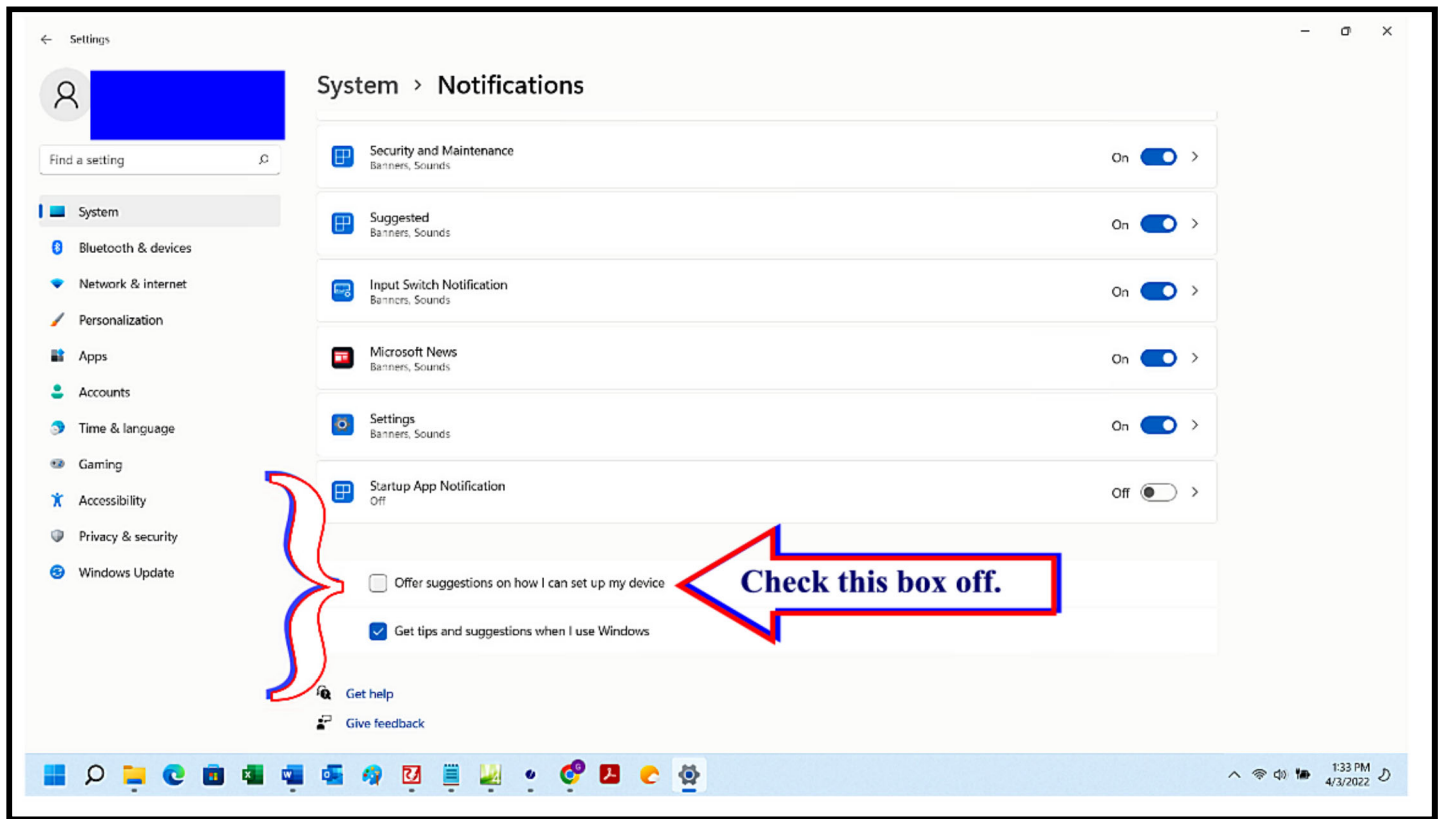 Settings
System > Notifications
Find a setting
System
Bluetooth & devices
Network & internet
Personalization
Apps
Accounts
Time & language
Gaming
Accessibility
Privacy & security
Windows Update
Security and Maintenance
Banners, Sounds
On
Suggested
Banners, Sounds
On
Input Switch Notification
Banners, Sounds
On
Microsoft News
Banners, Sounds
On
Settings
Banners, Sounds
On
Startup App Notification
Off
Off
Offer suggestions on how I can set up my device
Check this box off.
Get tips and suggestions when I use Windows
Get help
Give feedback
1:33 PM
4/3/2022